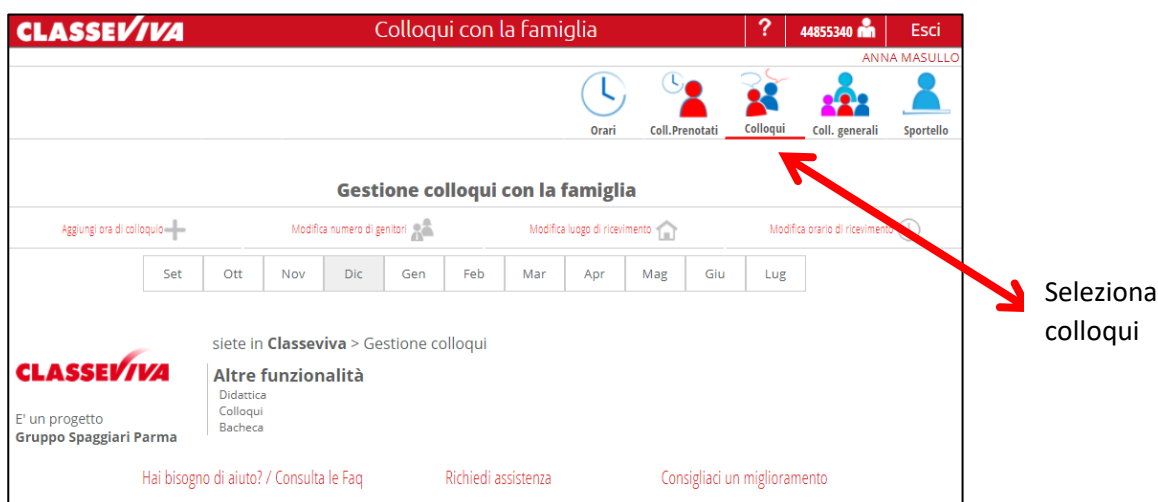 CLASSEVIVA Colloqui con la famiglia ? 44855340 Esci
ANNA MASULLO
Orari Coll.Prenotati Colloqui Coll. generali Sportello
Gestione colloqui con la famiglia
Aggiungi ora di colloquio Modifica numero di genitori Modifica luogo di ricevimento Modifica orario di ricevimento
Set Ott Nov Dic Gen Feb Mar Apr Mag Giu Lug
Seleziona
colloqui
siete in Classeviva > Gestione colloqui
CLASSEVIVA
Altre funzionalità
Didattica
Colloqui
Bacheca
E' un progetto
Gruppo Spaggiari Parma
Hai bisogno di aiuto? / Consulta le Faq Richiedi assistenza Consigliaci un miglioramento